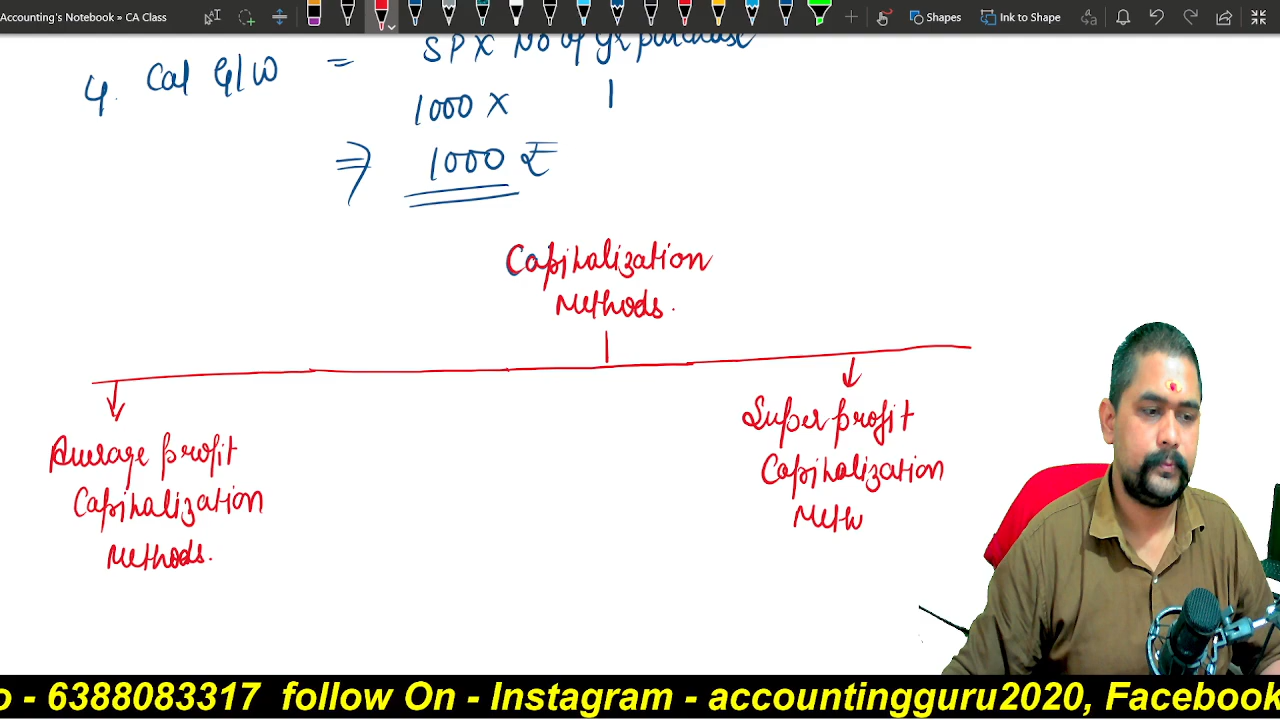 Accounting's Notebook » CA Class
Shapes
Ink to Shape
4. Cal G/W = SP X No of yr purchase
1000 X 1
⇒ 1000 ₹
Capitalization
Methods.
Average profit
Capitalization
Methods.
Super profit
Capitalization
Meth
o - 6388083317 follow On - Instagram - accountingguru2020, Facebook